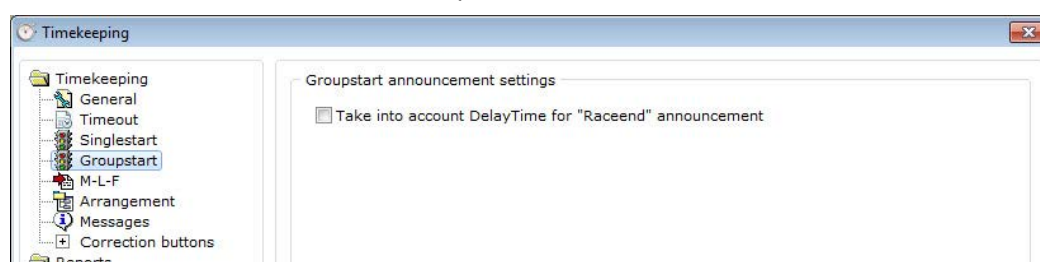 Timekeeping
Timekeeping
General
Timeout
Singlestart
Groupstart
M-L-F
Arrangement
Messages
Correction buttons
Reports
Groupstart announcement settings
Take into account DelayTime for "Raceend" announcement